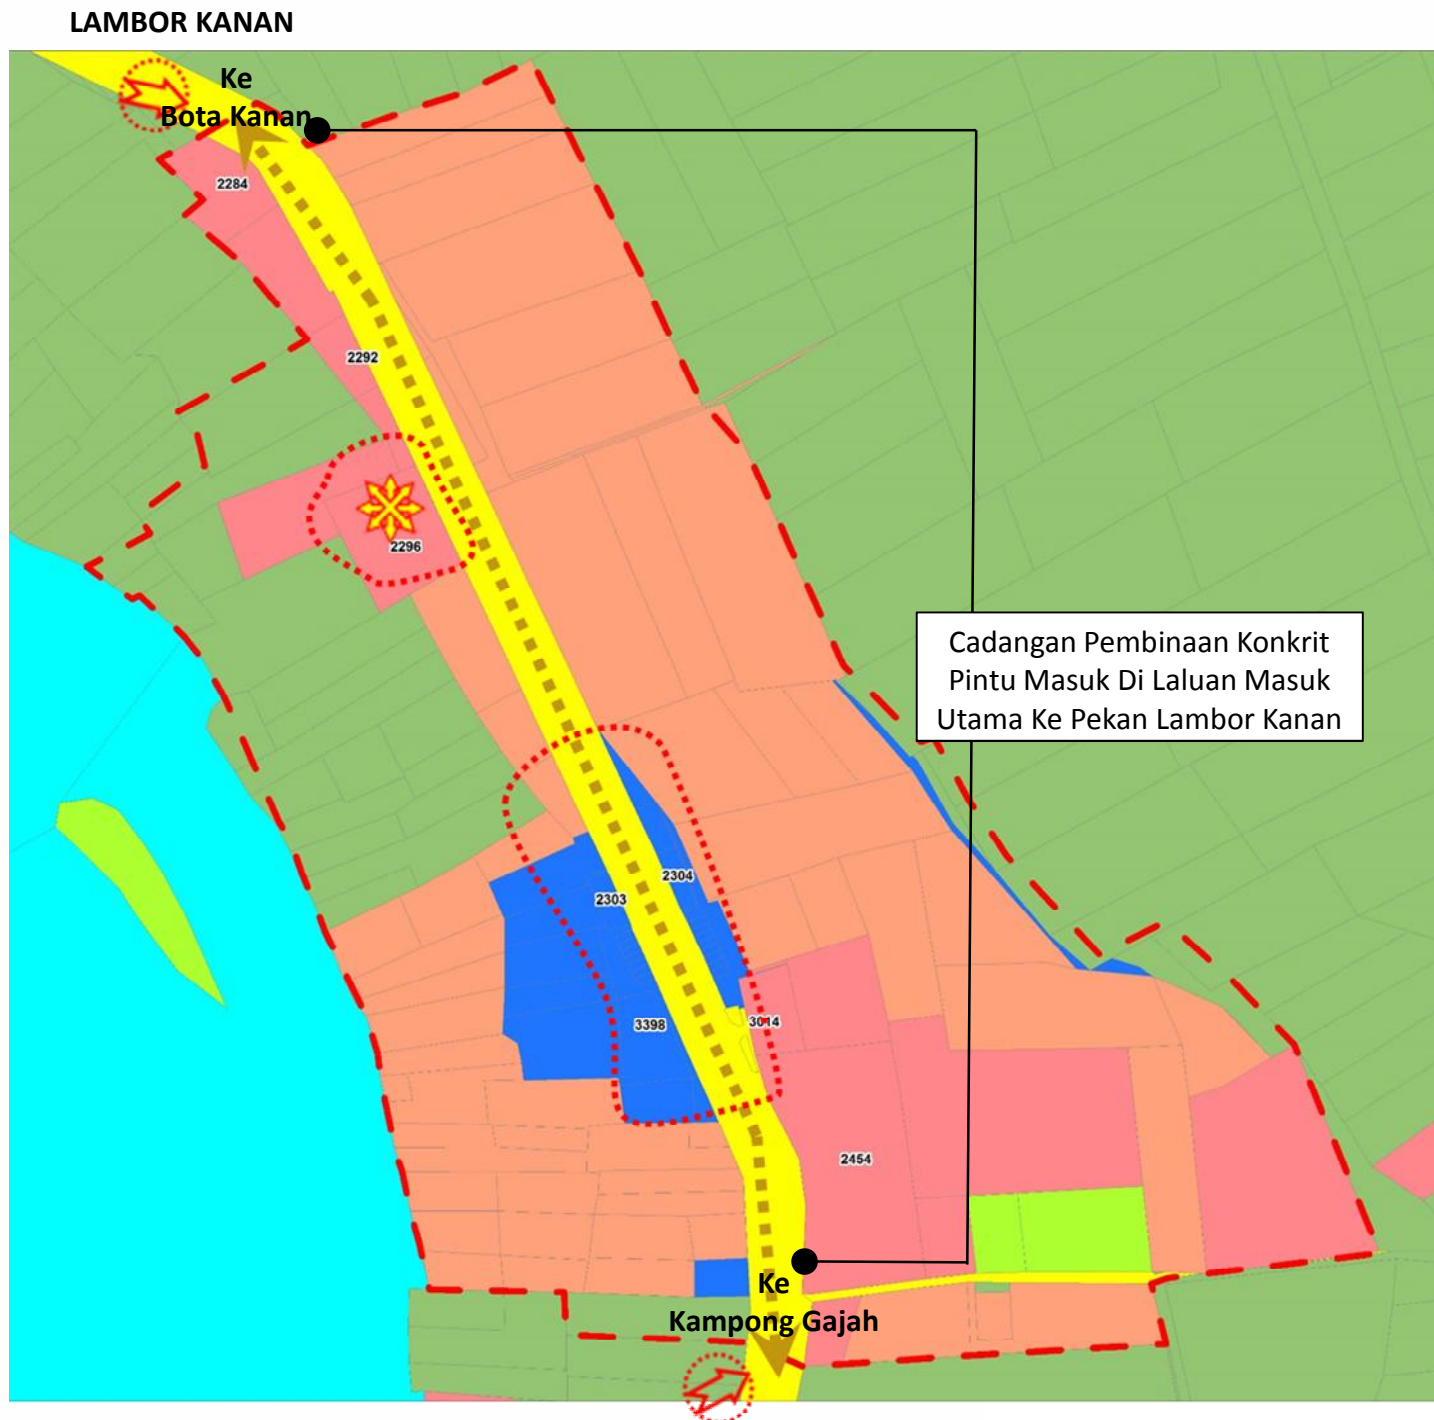 LAMBOR KANAN
Ke
Bota Kanan
2284
2292
2296
Cadangan Pembinaan Konkrit
Pintu Masuk Di Laluan Masuk
Utama Ke Pekan Lambor Kanan
2304
2303
3398
3014
2454
Ke
Kampong Gajah